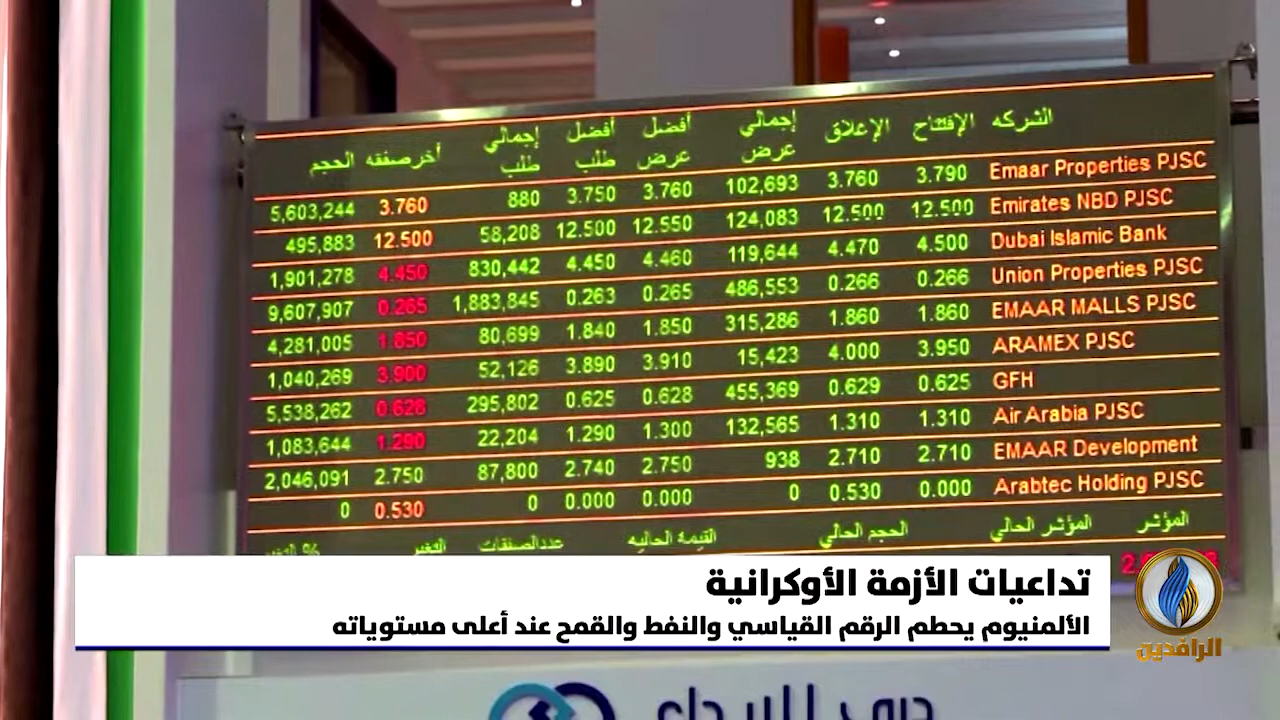 الشركه الإفتتاح الإغلاق إجمالي عرض أفضل عرض أفضل طلب إجمالي طلب أخرصفقه الحجم
Emaar Properties PJSC 3.790 3.760 102,693 3.760 3.750 880 3.760 5,603,244
Emirates NBD PJSC 12.500 12.500 124,083 12.550 12.500 58,208 12.500 495,883
Dubai Islamic Bank 4.500 4.470 119,644 4.460 4.450 830,442 4.450 1,901,278
Union Properties PJSC 0.266 0.266 486,553 0.265 0.263 1,883,845 0.265 9,607,907
EMAAR MALLS PJSC 1.860 1.860 315,286 1.850 1.840 80,699 1.850 4,281,005
ARAMEX PJSC 3.950 4.000 15,423 3.910 3.890 52,126 3.900 1,040,269
GFH 0.625 0.629 455,369 0.628 0.625 295,802 0.628 5,538,262
Air Arabia PJSC 1.310 1.310 132,565 1.300 1.290 22,204 1.290 1,083,644
EMAAR Development 2.710 2.710 938 2.750 2.740 87,800 2.750 2,046,091
Arabtec Holding PJSC 0.000 0.530 0 0.000 0.000 0 0.530 0
المؤشر المؤشر الحالي الحجم الحالي القيمة الحاليه عددالصفقات التغير % التغير
تداعيات الأزمة الأوكرانية
الألمنيوم يحطم الرقم القياسي والنفط والقمح عند أعلى مستوياته
الرافدين
دبي للإيداع